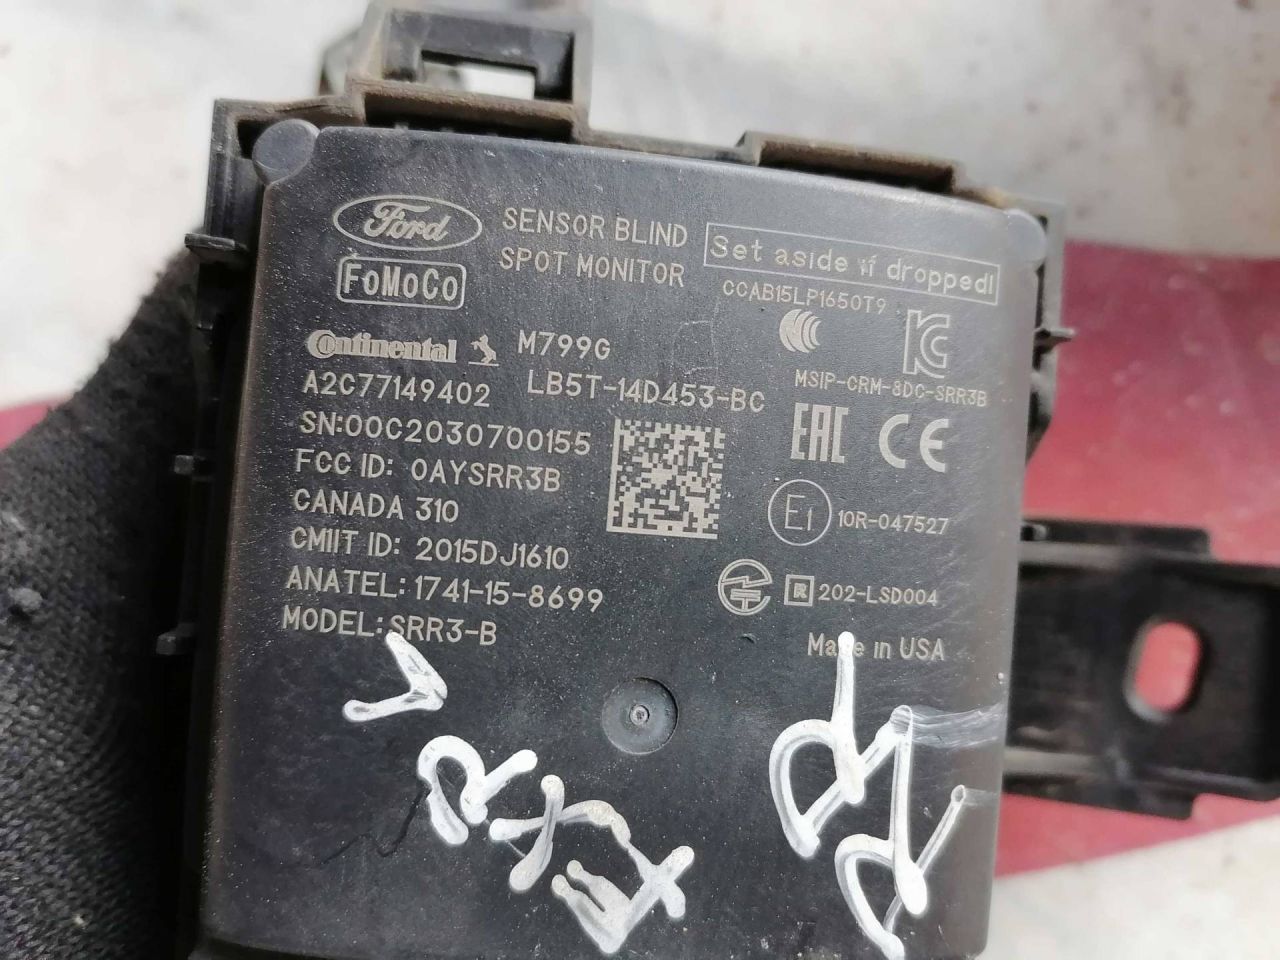 Ford
FoMoCo
SENSOR BLIND
SPOT MONITOR
Set aside if dropped!
CCAB15LP1650T9
Continental
M799G
A2C77149402
LB5T-14D453-BC
MSIP-CRM-8DC-SRR3B
SN:00C2030700155
FCC ID: OAYSRR3B
EAC CE
CANADA 310
E1 10R-047527
CMIIT ID: 2015DJ1610
ANATEL: 1741-15-8699
R 202-LSD004
MODEL: SRR3-B
Made in USA